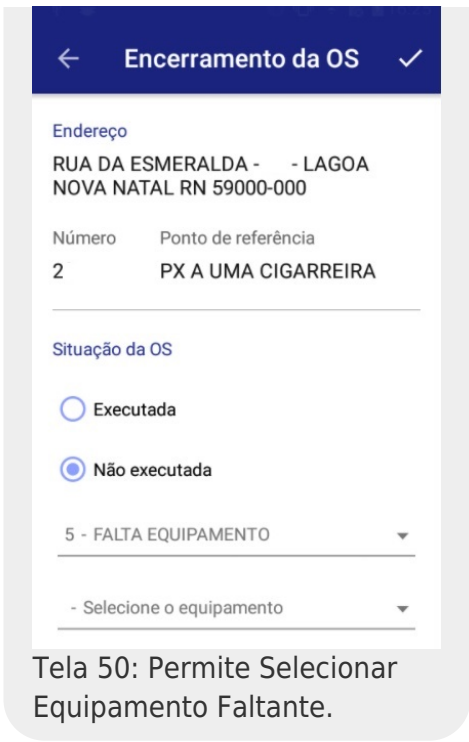 Encerramento da OS
Endereço
RUA DA ESMERALDA - - LAGOA
NOVA NATAL RN 59000-000
Número Ponto de referência
2 PX A UMA CIGARREIRA
Situação da OS
Executada
Não executada
5 - FALTA EQUIPAMENTO
- Selecione o equipamento
Tela 50: Permite Selecionar
Equipamento Faltante.